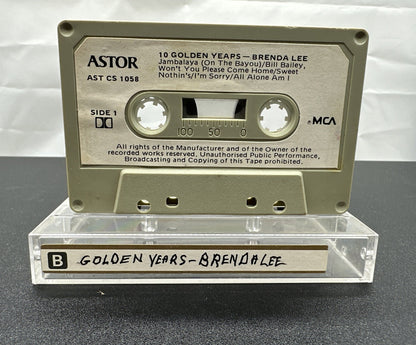 ASTOR
AST CS 1058
10 GOLDEN YEARS — BRENDA LEE
Jambalaya (On The Bayou)/Bill Bailey,
Won't You Please Come Home/Sweet
Nothin's/I'm Sorry/All Alone Am I
SIDE 1
100 50 0
MCA
All rights of the Manufacturer and of the Owner of the
recorded works reserved. Unauthorised Public Performance,
Broadcasting and Copying of this Tape prohibited.
B GOLDEN YEARS - BRENDA LEE